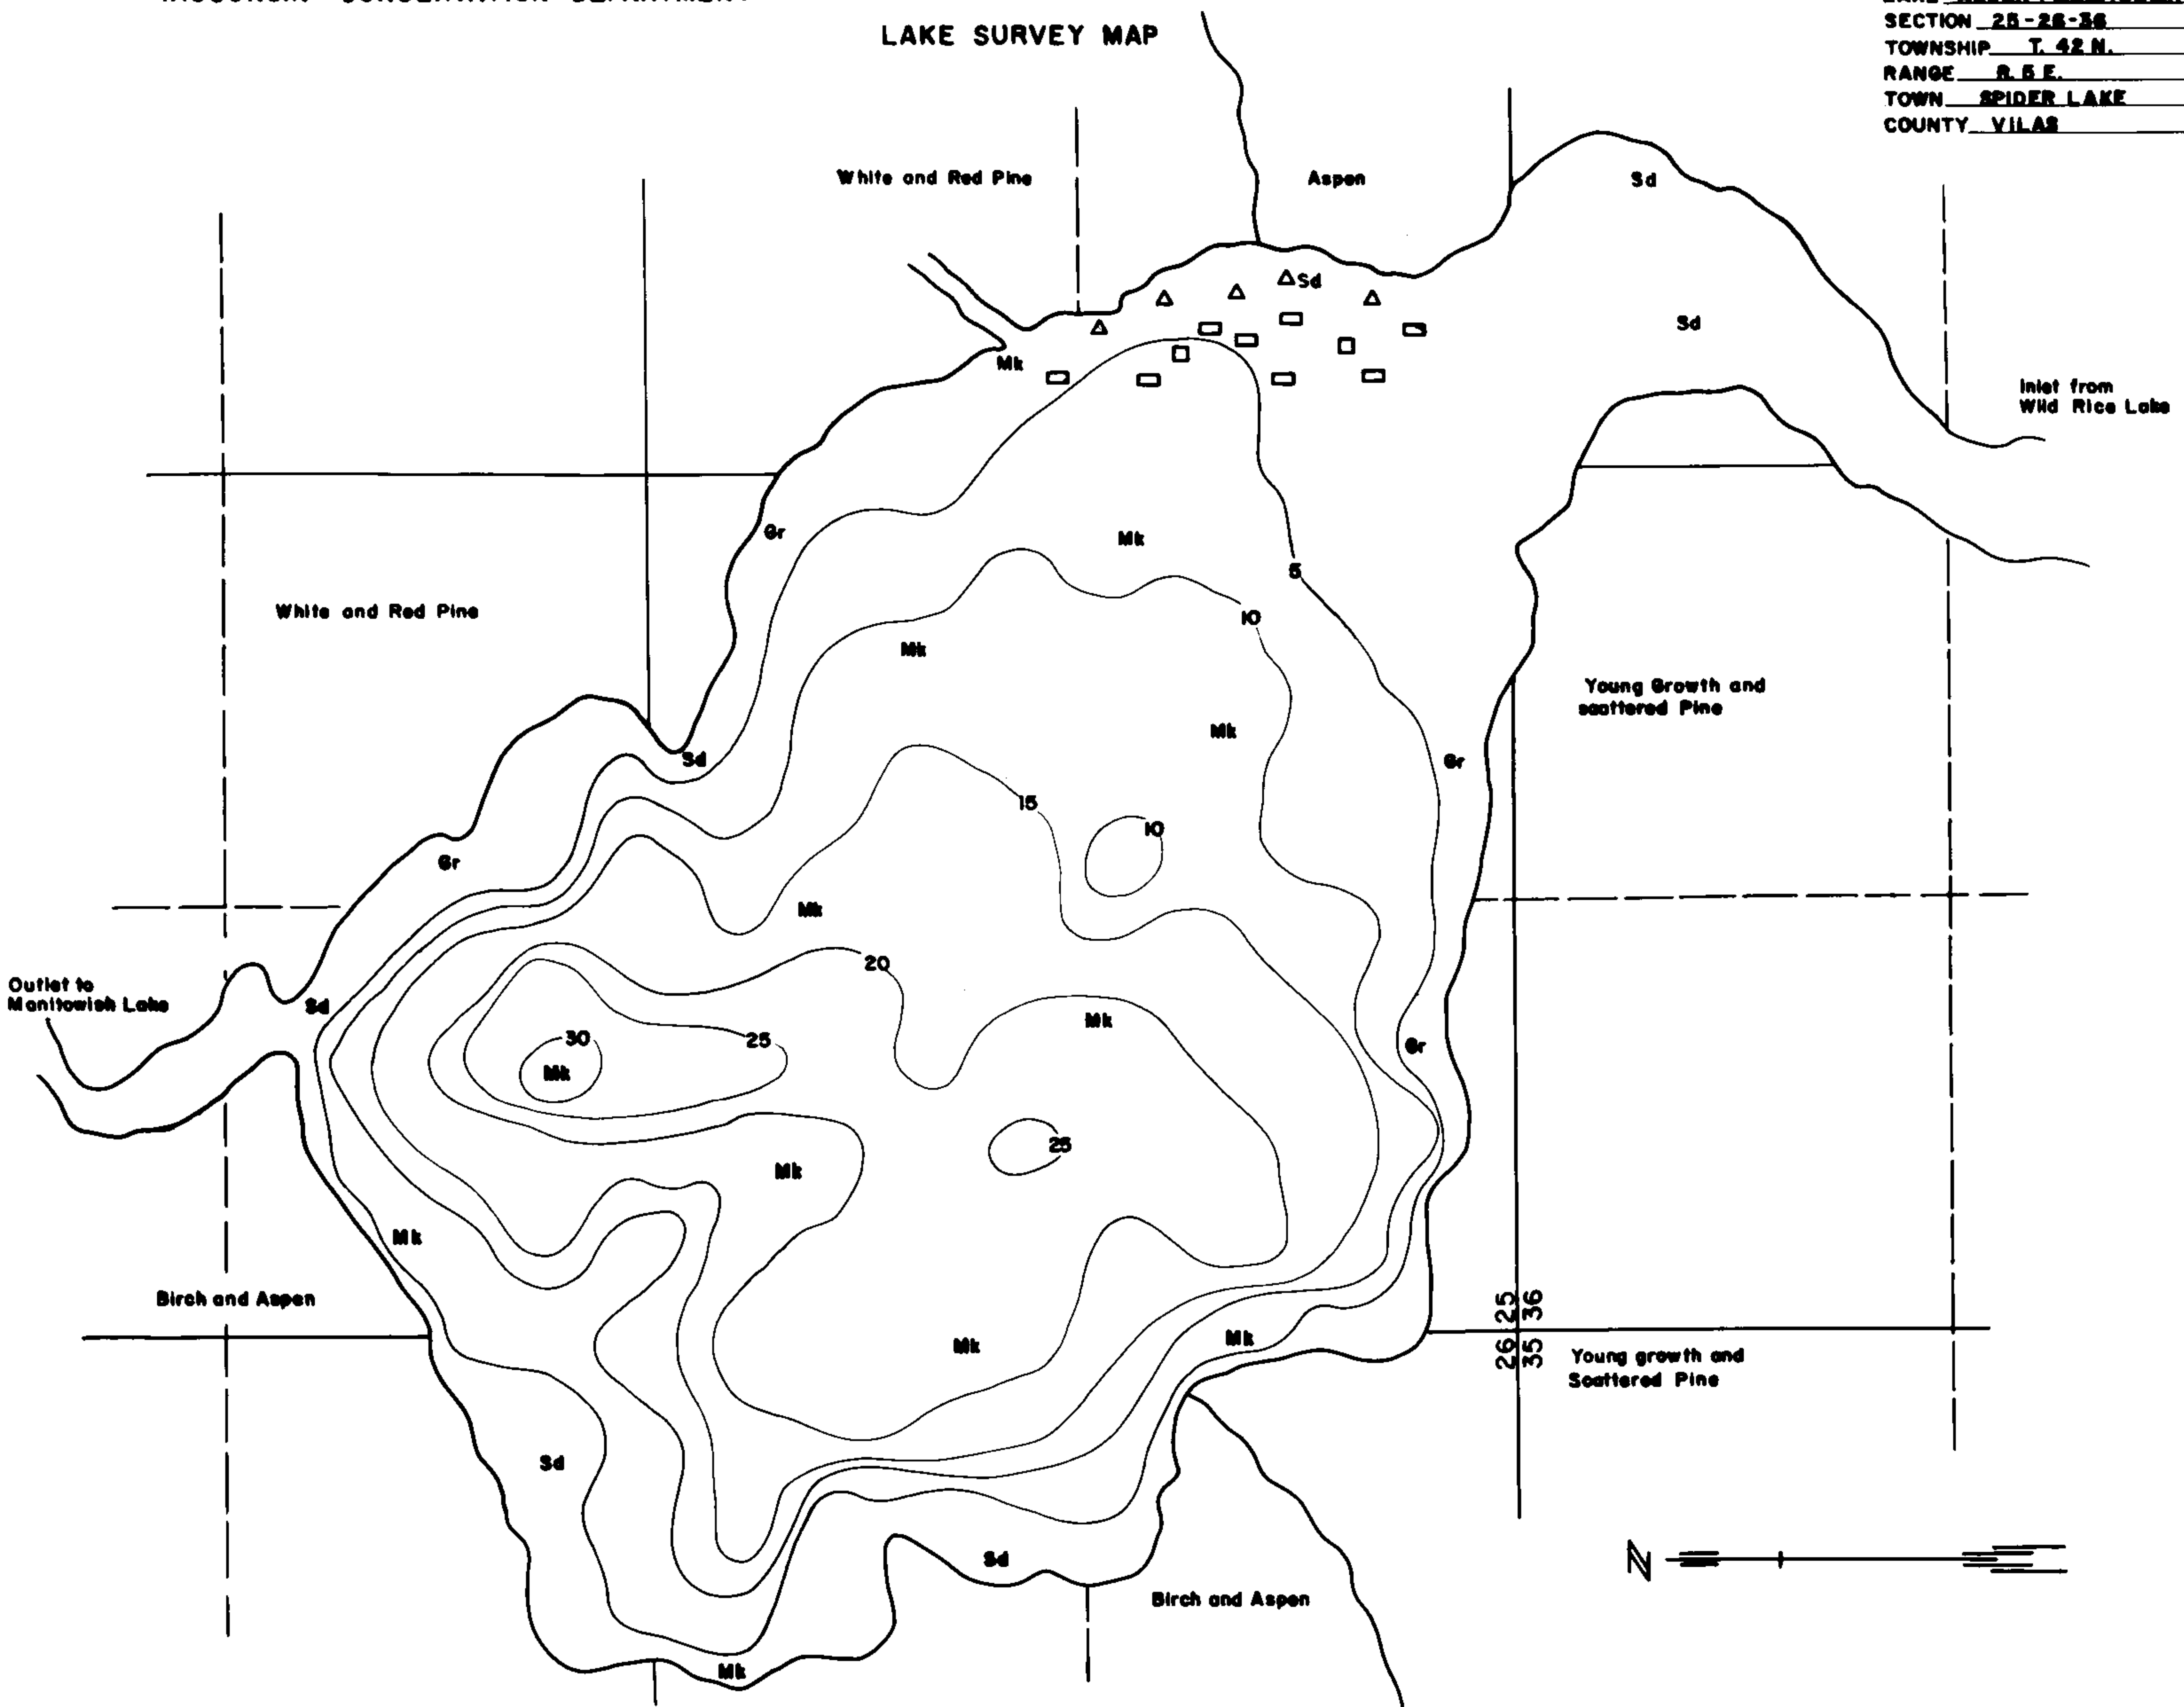 LAKE SURVEY MAP
SECTION 25-26-36
TOWNSHIP T. 42 N.
RANGE R. 5 E.
TOWN SPIDER LAKE
COUNTY VILAS
White and Red Pine
Aspen
Sd
Sd
Sd
Mk
Inlet from
Wild Rice Lake
Gr
Mk
5
White and Red Pine
10
Mk
Young Growth and
scattered Pine
Mk
Sd
Gr
15
10
Gr
Mk
20
Outlet to
Manitowish Lake
Sd
Mk
30
25
Gr
Mk
25
Mk
Mk
Birch and Aspen
25
36
26
35
Mk
Mk
Young growth and
Scattered Pine
Sd
Sd
N
Birch and Aspen
Mk